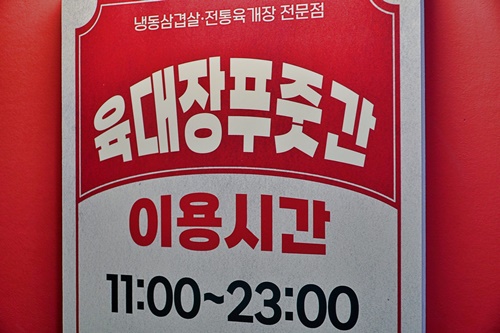 냉동삼겹살·전통육개장 전문점
육대장푸줏간
이용시간
11:00~23:00